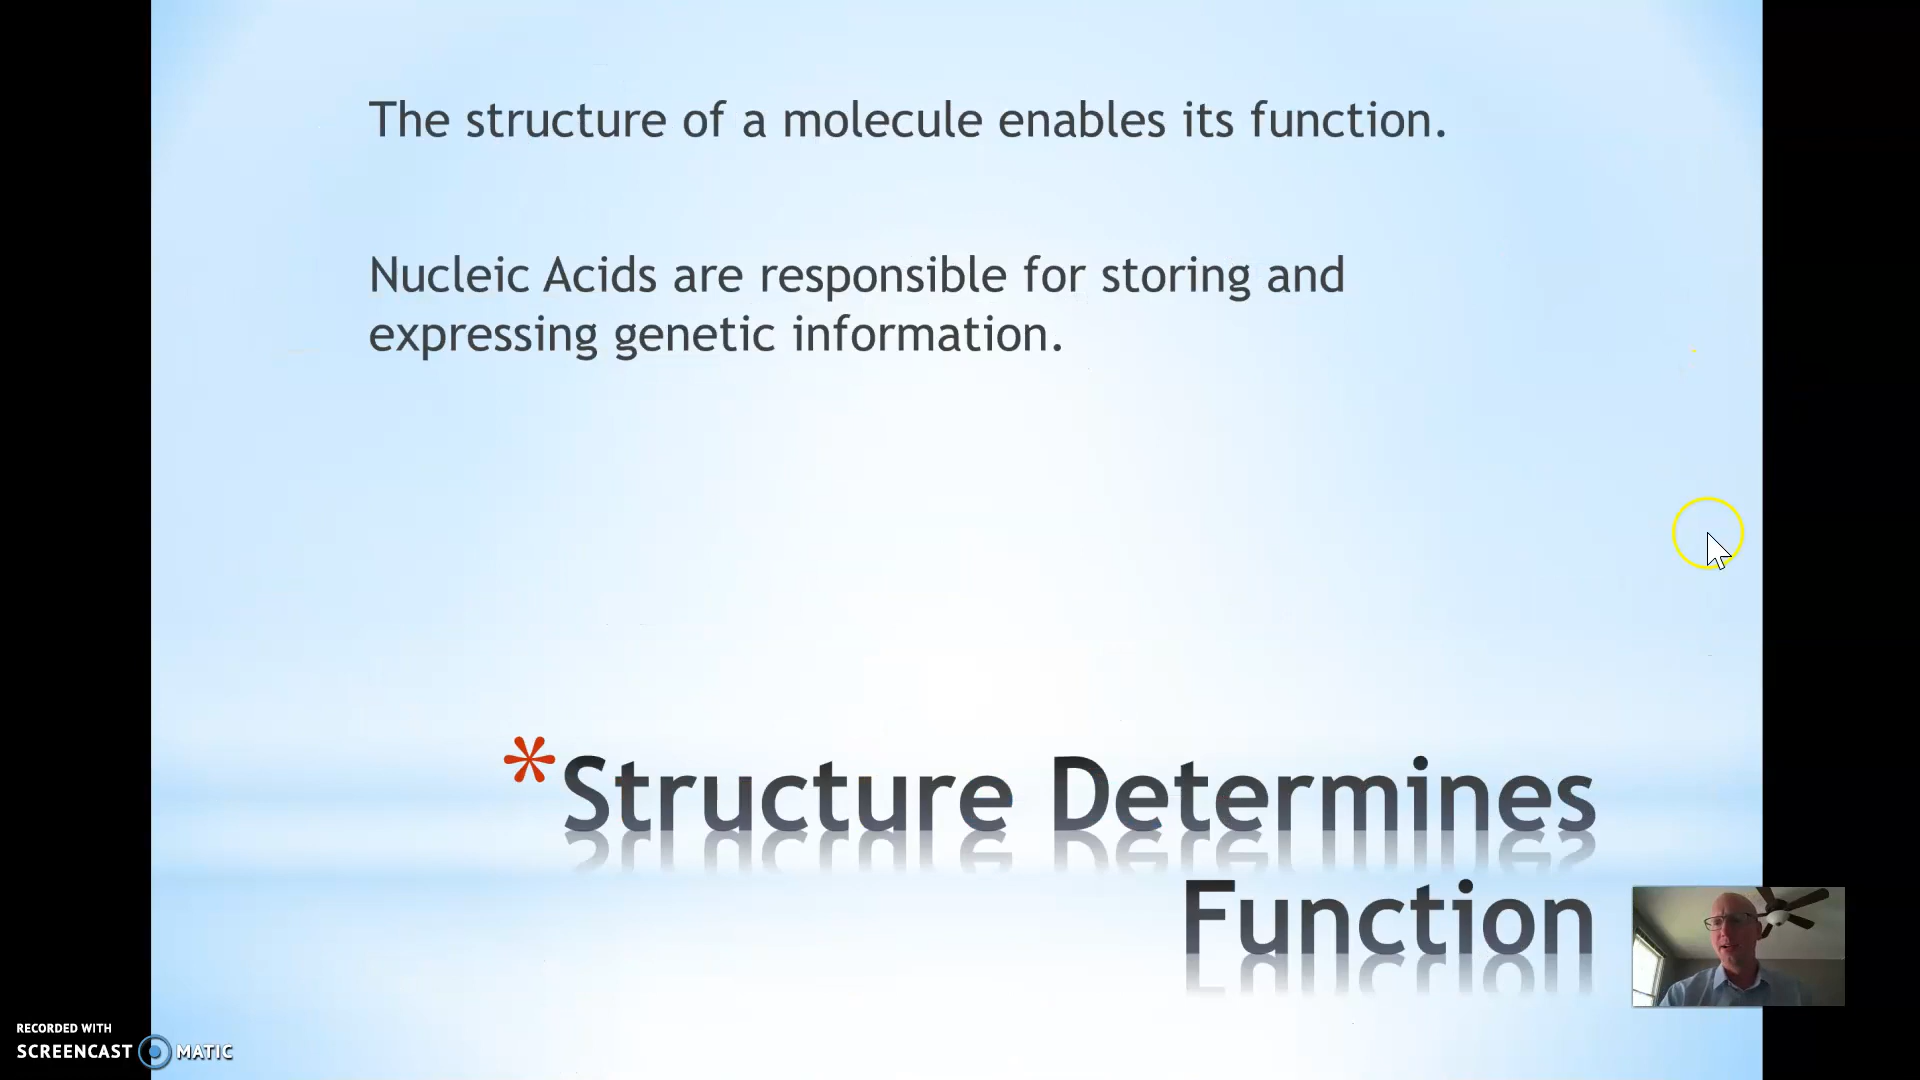 The structure of a molecule enables its function.
Nucleic Acids are responsible for storing and
expressing genetic information.
*Structure Determines
Function
RECORDED WITH
SCREENCAST MATIC